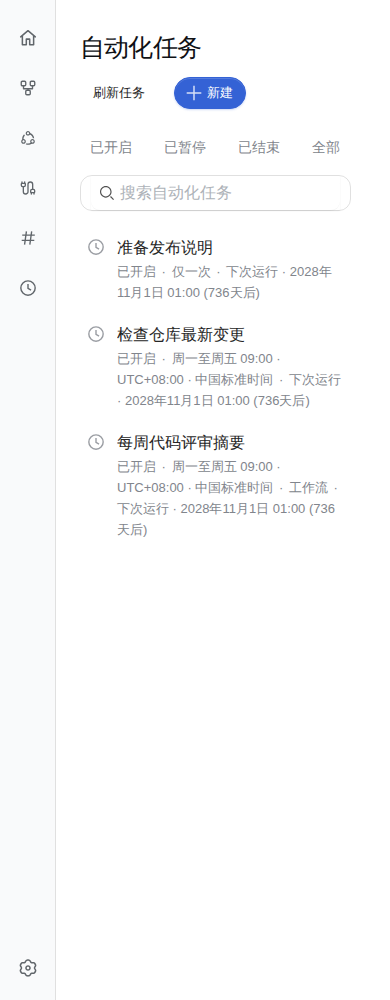 自动化任务
刷新任务
新建
已开启 已暂停 已结束 全部
搜索自动化任务
准备发布说明
已开启 · 仅一次 · 下次运行 · 2028年
11月1日 01:00 (736天后)
检查仓库最新变更
已开启 · 周一至周五 09:00 ·
UTC+08:00 · 中国标准时间 · 下次运行
· 2028年11月1日 01:00 (736天后)
每周代码评审摘要
已开启 · 周一至周五 09:00 ·
UTC+08:00 · 中国标准时间 · 工作流 ·
下次运行 · 2028年11月1日 01:00 (736
天后)